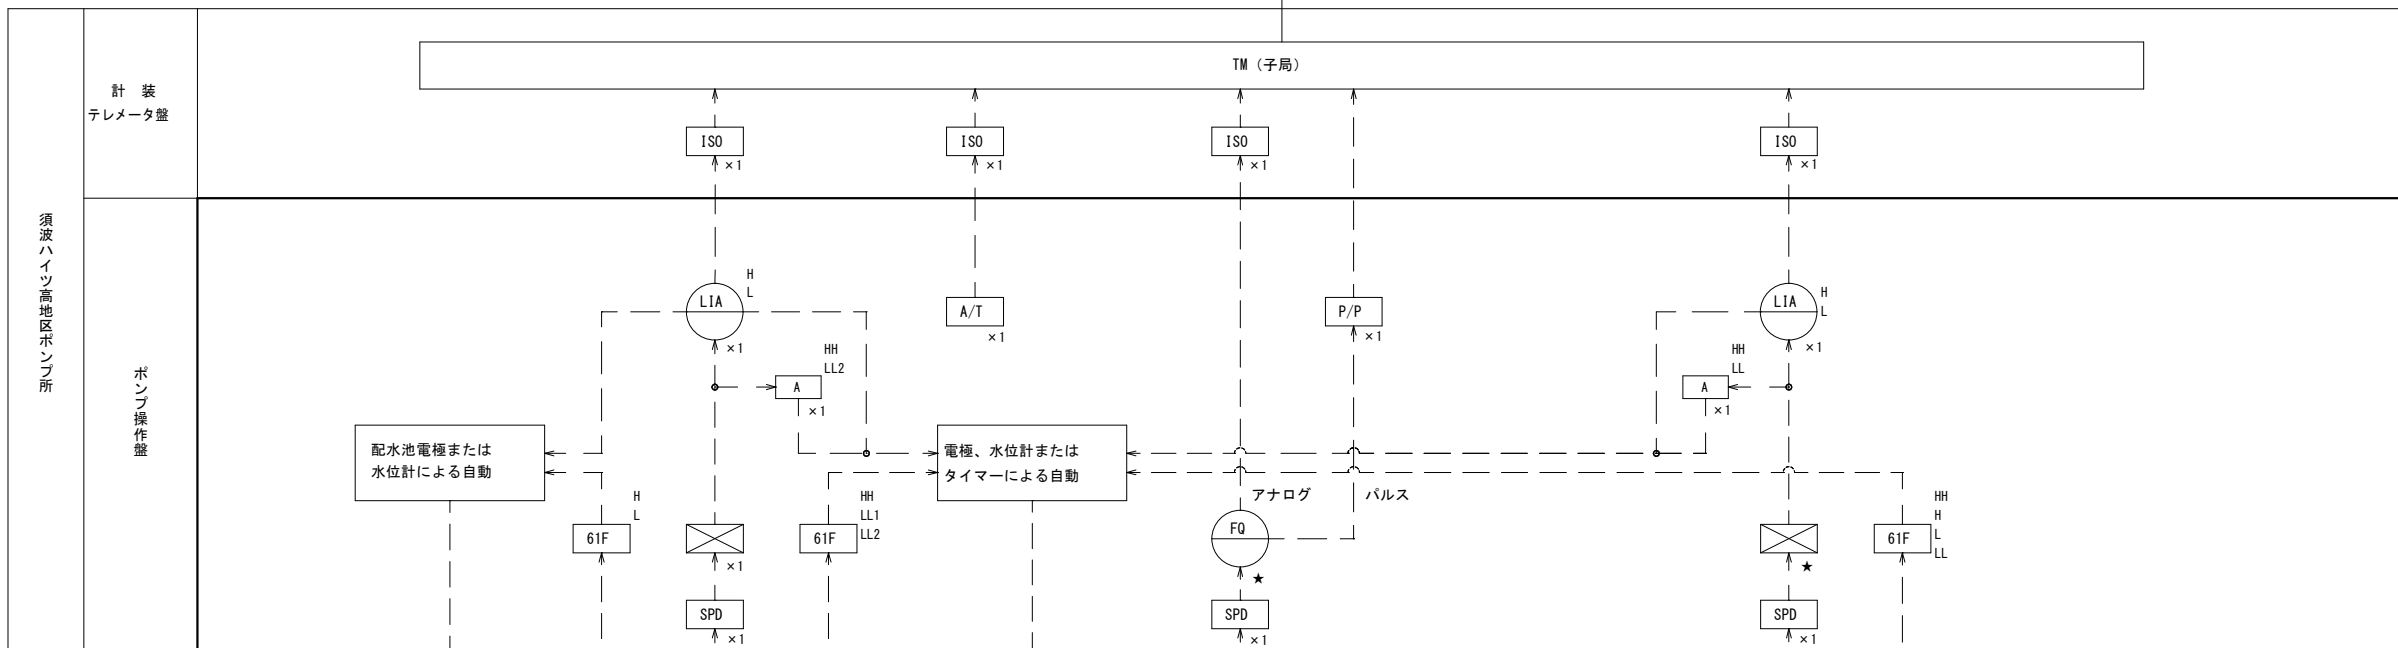 TM（子局）
計　装
テレメータ盤
ISO
×1
ISO
×1
ISO
×1
ISO
×1
須波ハイツ高地区ポンプ所
ポンプ操作盤
LIA
H
L
×1
A/T
×1
P/P
×1
LIA
H
L
×1
HH
LL2
A
×1
HH
LL
A
×1
配水池電極または
水位計による自動
電極、水位計または
タイマーによる自動
アナログ
パルス
H
L
61F
×1
HH
LL1
LL2
61F
FQ
★
★
HH
H
L
LL
61F
SPD
×1
SPD
×1
SPD
×1